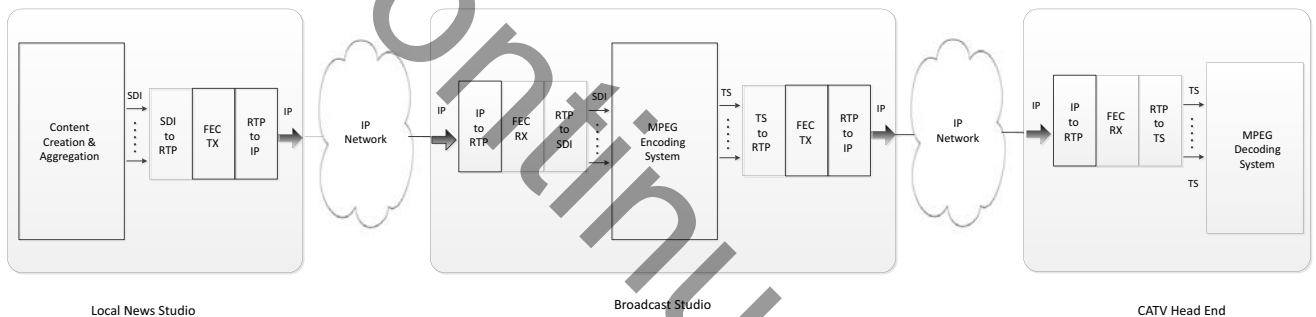 Content
Creation &
Aggregation
SDI
SDI
to
RTP
FEC
TX
RTP
to
IP
IP
IP
Network
IP
IP
to
RTP
FEC
RX
RTP
to
SDI
SDI
MPEG
Encoding
System
TS
TS
to
RTP
FEC
TX
RTP
to
IP
IP
IP
Network
IP
IP
to
RTP
FEC
RX
RTP
to
TS
TS
TS
MPEG
Decoding
System
Local News Studio
Broadcast Studio
CATV Head End
ontinu